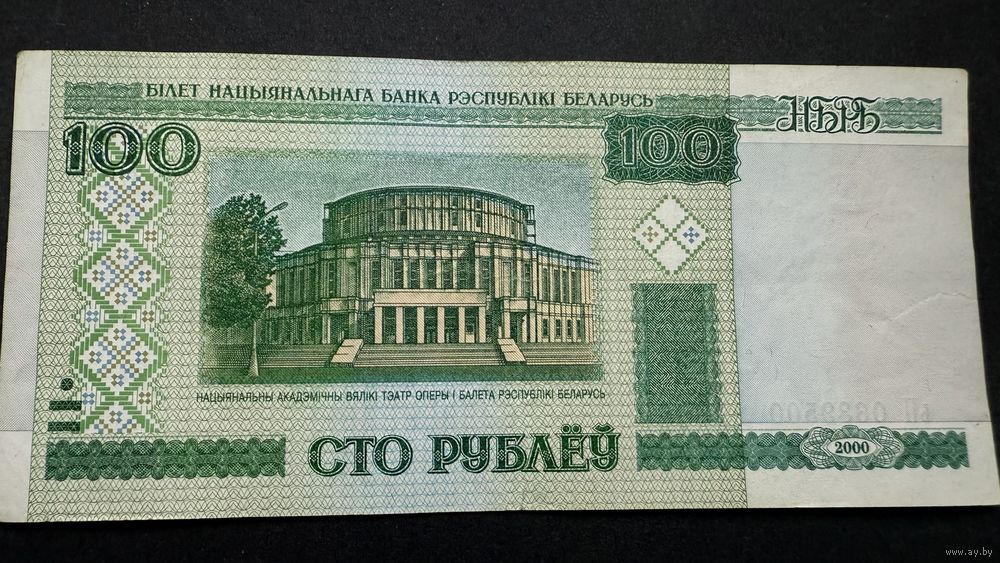 БІЛЕТ НАЦЫЯНАЛЬНАГА БАНКА РЭСПУБЛІКІ БЕЛАРУСЬ
НБРБ
100
100
НАЦЫЯНАЛЬНЫ АКАДЭМІЧНЫ ВЯЛІКІ ТЭАТР ОПЕРЫ І БАЛЕТА РЭСПУБЛІКІ БЕЛАРУСЬ
СТО РУБЛЁЎ
2000
www.ay.by